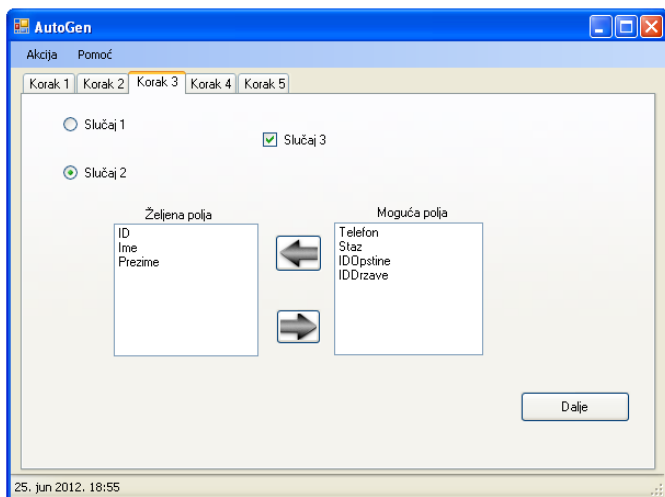 AutoGen
Akcija Pomoć
Korak 1 Korak 2 Korak 3 Korak 4 Korak 5
Slučaj 1
Slučaj 3
Slučaj 2
Željena polja
ID
Ime
Prezime
Moguća polja
Telefon
Staz
IDOpstine
IDDrzave
Dalje
25. jun 2012. 18:55